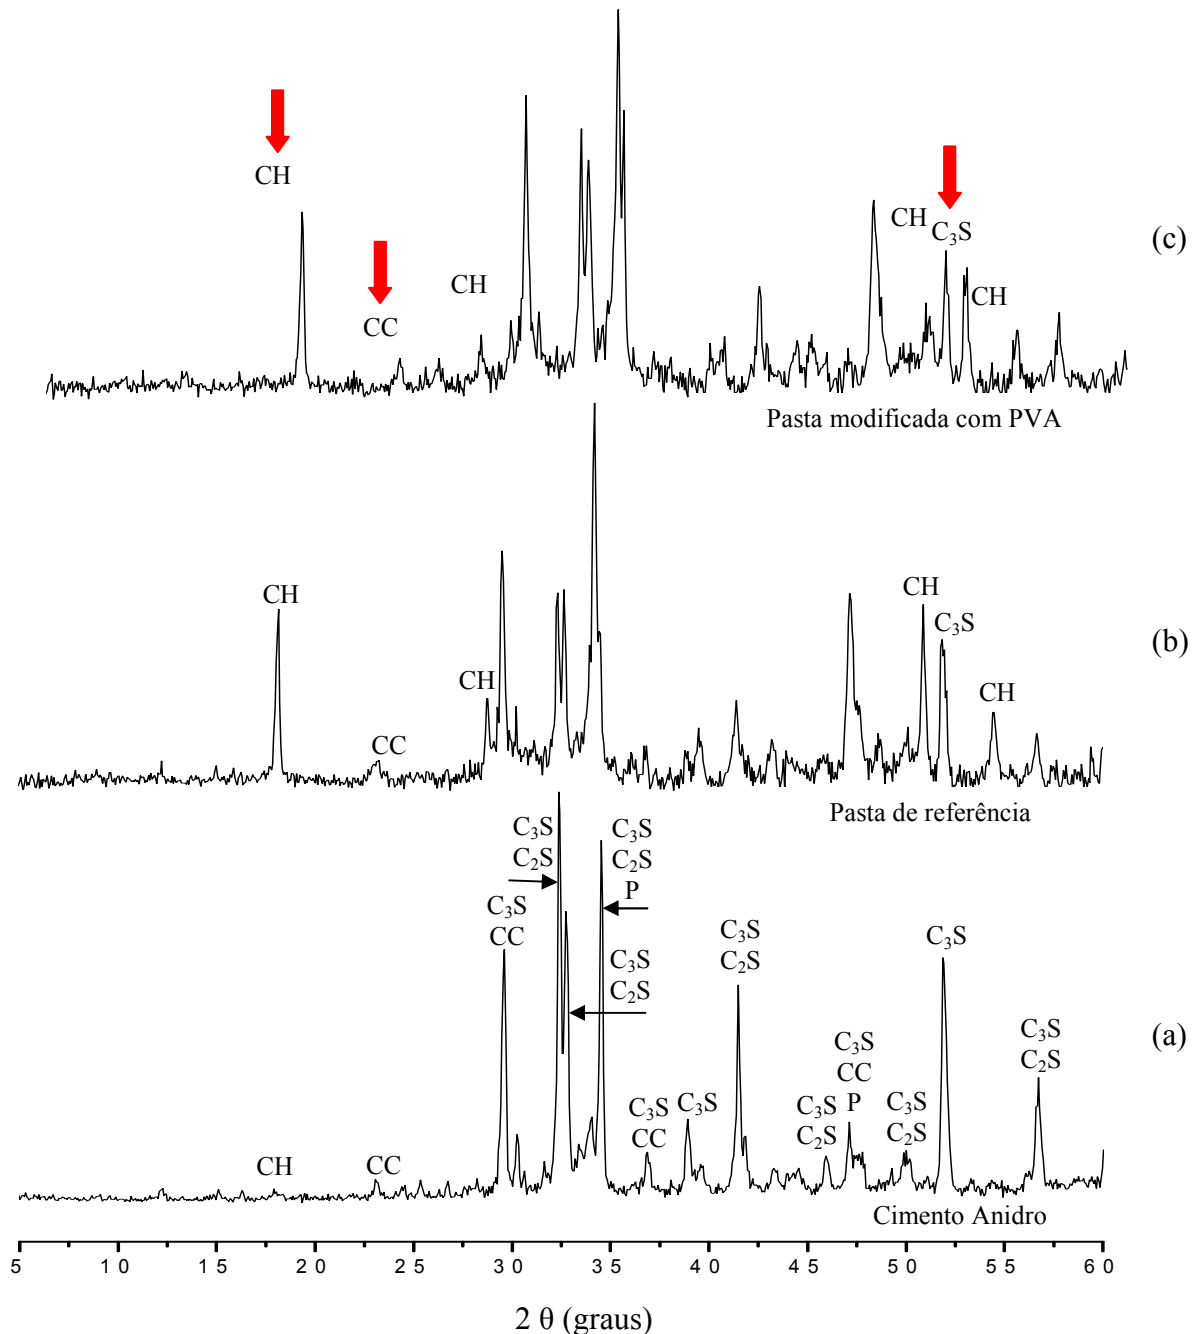 CH
CC
CH
CH
C₃S
CH
(c)
Pasta modificada com PVA
CH
CC
CH
CH
C₃S
CH
(b)
Pasta de referência
C₃S
C₂S
C₃S
C₂S
P
C₃S
CC
C₃S
C₂S
C₃S
C₂S
C₃S
CC
C₃S
C₃S
C₂S
C₃S
CC
P
C₃S
C₂S
C₃S
C₃S
C₂S
CH
CC
(a)
Cimento Anidro
5 10 15 20 25 30 35 40 45 50 55 60
2 θ (graus)